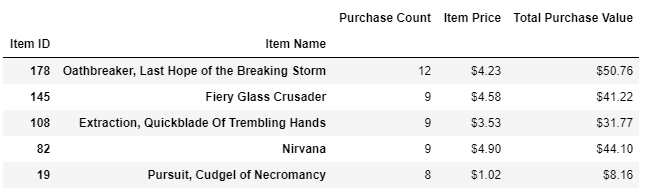 Purchase Count Item Price Total Purchase Value
Item ID Item Name
178 Oathbreaker, Last Hope of the Breaking Storm 12 $4.23 $50.76
145 Fiery Glass Crusader 9 $4.58 $41.22
108 Extraction, Quickblade Of Trembling Hands 9 $3.53 $31.77
82 Nirvana 9 $4.90 $44.10
19 Pursuit, Cudgel of Necromancy 8 $1.02 $8.16